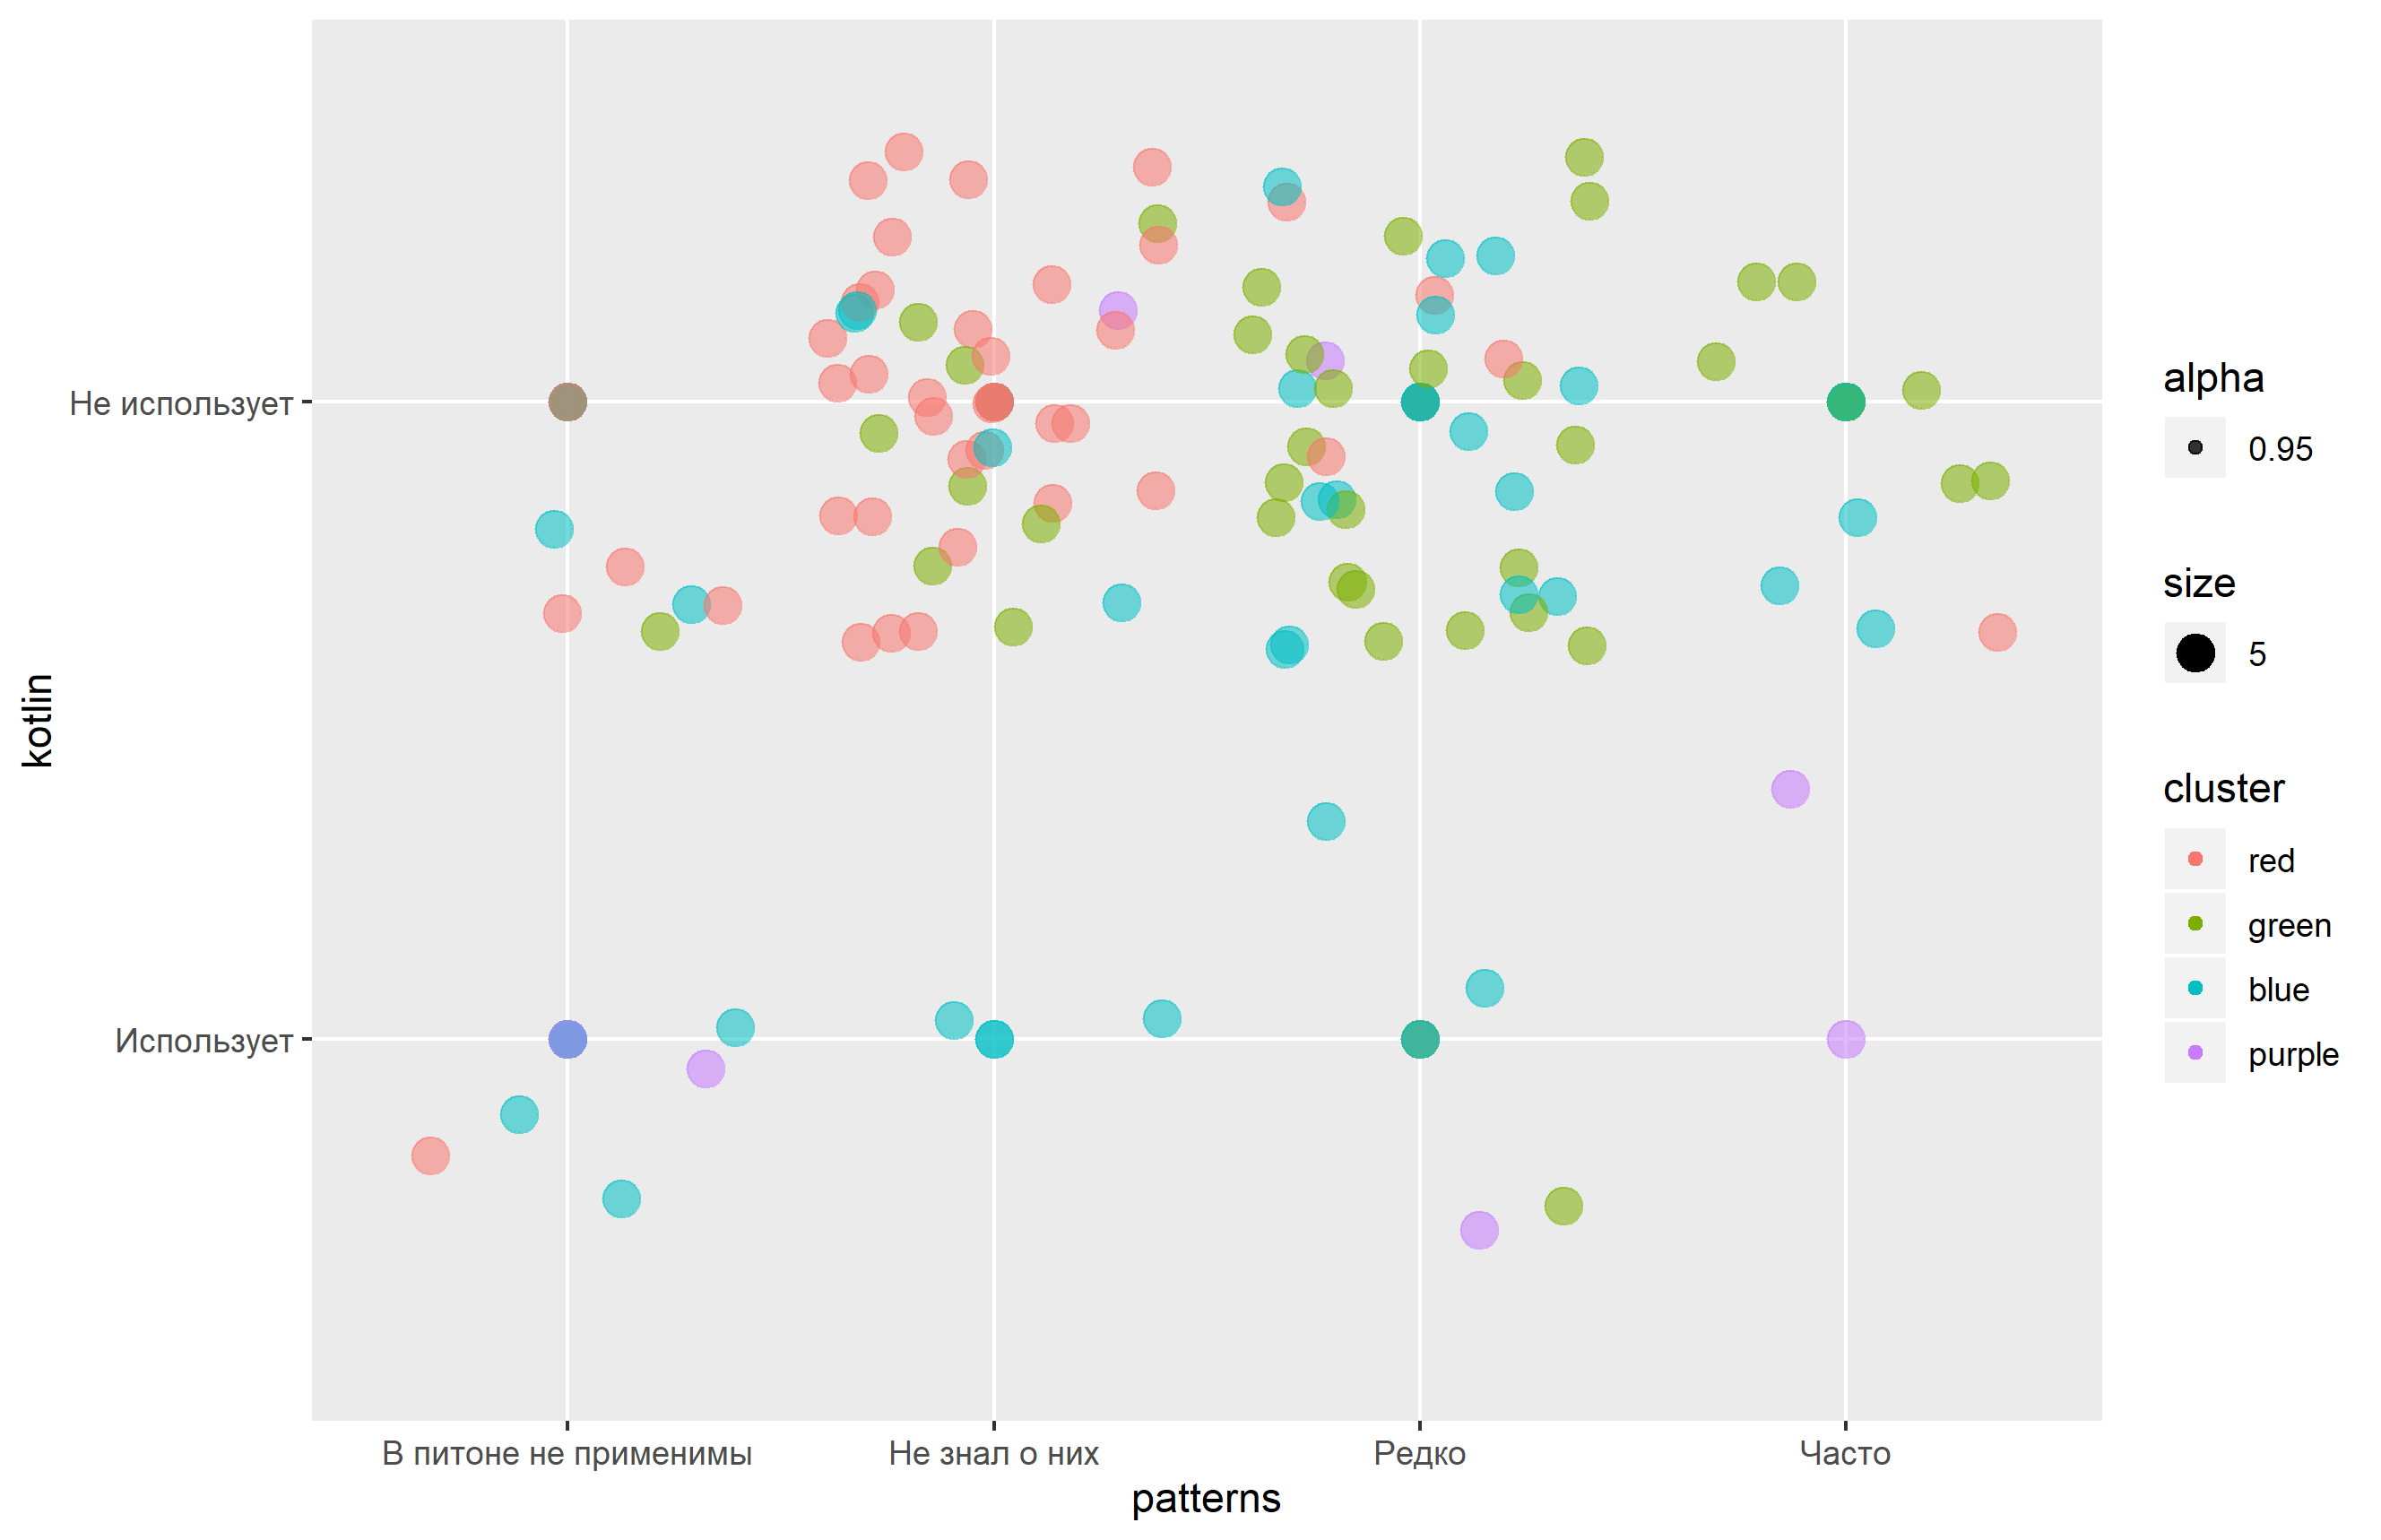 kotlin
Не использует
Использует
В питоне не применимы
Не знал о них
Редко
Часто
patterns
alpha
0.95
size
5
cluster
red
green
blue
purple